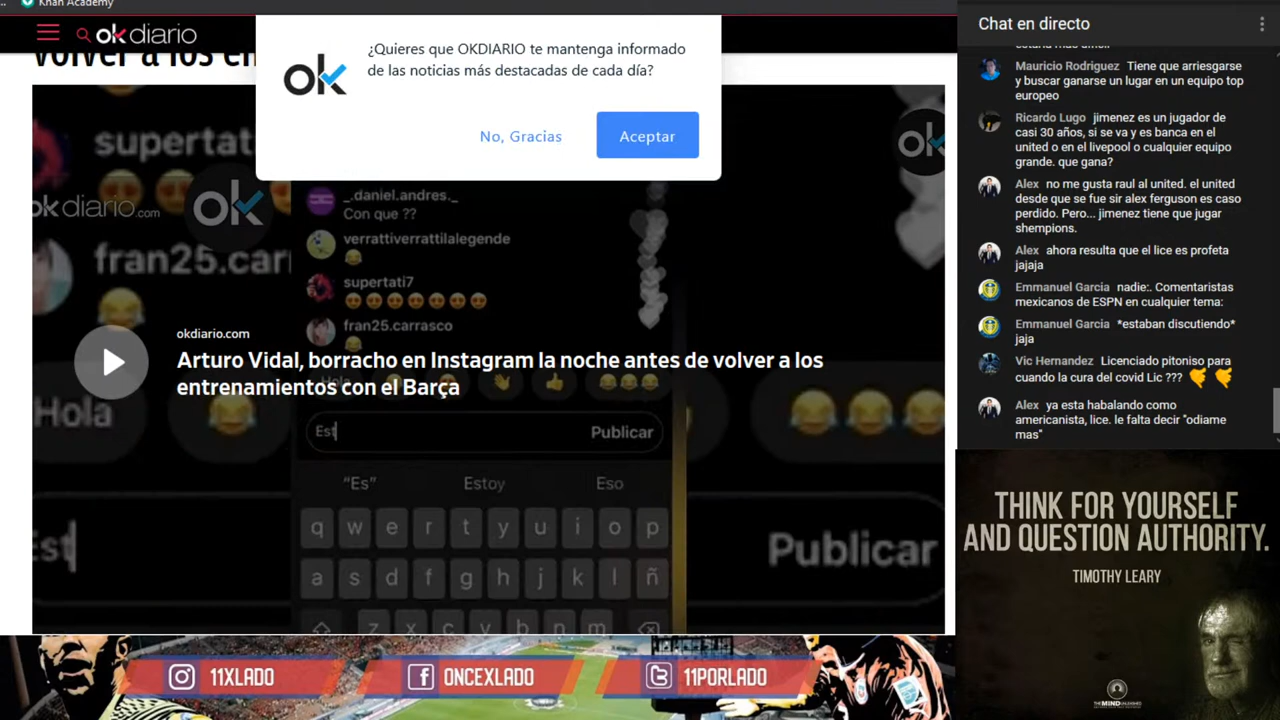 Khan Academy
okdiario
¿Quieres que OKDIARIO te mantenga informado
de las noticias más destacadas de cada día?
ok
No, Gracias
Aceptar
supertat
okdiario.com
ok
fran25.carr
Hola
Est
_.daniel.andres._
Con que ??
verrattiverrattilalegende
😂
supertati7
😍😍😍😍😍😍😍
fran25.carrasco
😂
okdiario.com
Arturo Vidal, borracho en Instagram la noche antes de volver a los
entrenamientos con el Barça
Est
Publicar
“Es”
Estoy
Eso
q w e r t y u i o p
a s d f g h j k l ñ
z x c v b n m
Publicar
ok
Chat en directo
Mauricio Rodriguez Tiene que arriesgarse
y buscar ganarse un lugar en un equipo top
europeo
Ricardo Lugo jimenez es un jugador de
casi 30 años, si se va y es banca en el
united o en el livepool o cualquier equipo
grande. que gana?
Alex no me gusta raul al united. el united
desde que se fue sir alex ferguson es caso
perdido. Pero... jimenez tiene que jugar
shempions.
Alex ahora resulta que el lice es profeta
jajaja
Emmanuel Garcia nadie:. Comentaristas
mexicanos de ESPN en cualquier tema:
Emmanuel Garcia *estaban discutiendo*
jaja
Vic Hernandez Licenciado pitoniso para
cuando la cura del covid Lic ???
Alex ya esta habalando como
americanista, lice. le falta decir "odiame
mas"
THINK FOR YOURSELF
AND QUESTION AUTHORITY.
TIMOTHY LEARY
THEMINDUNLEASHED
11XLADO
ONCEXLADO
11PORLADO